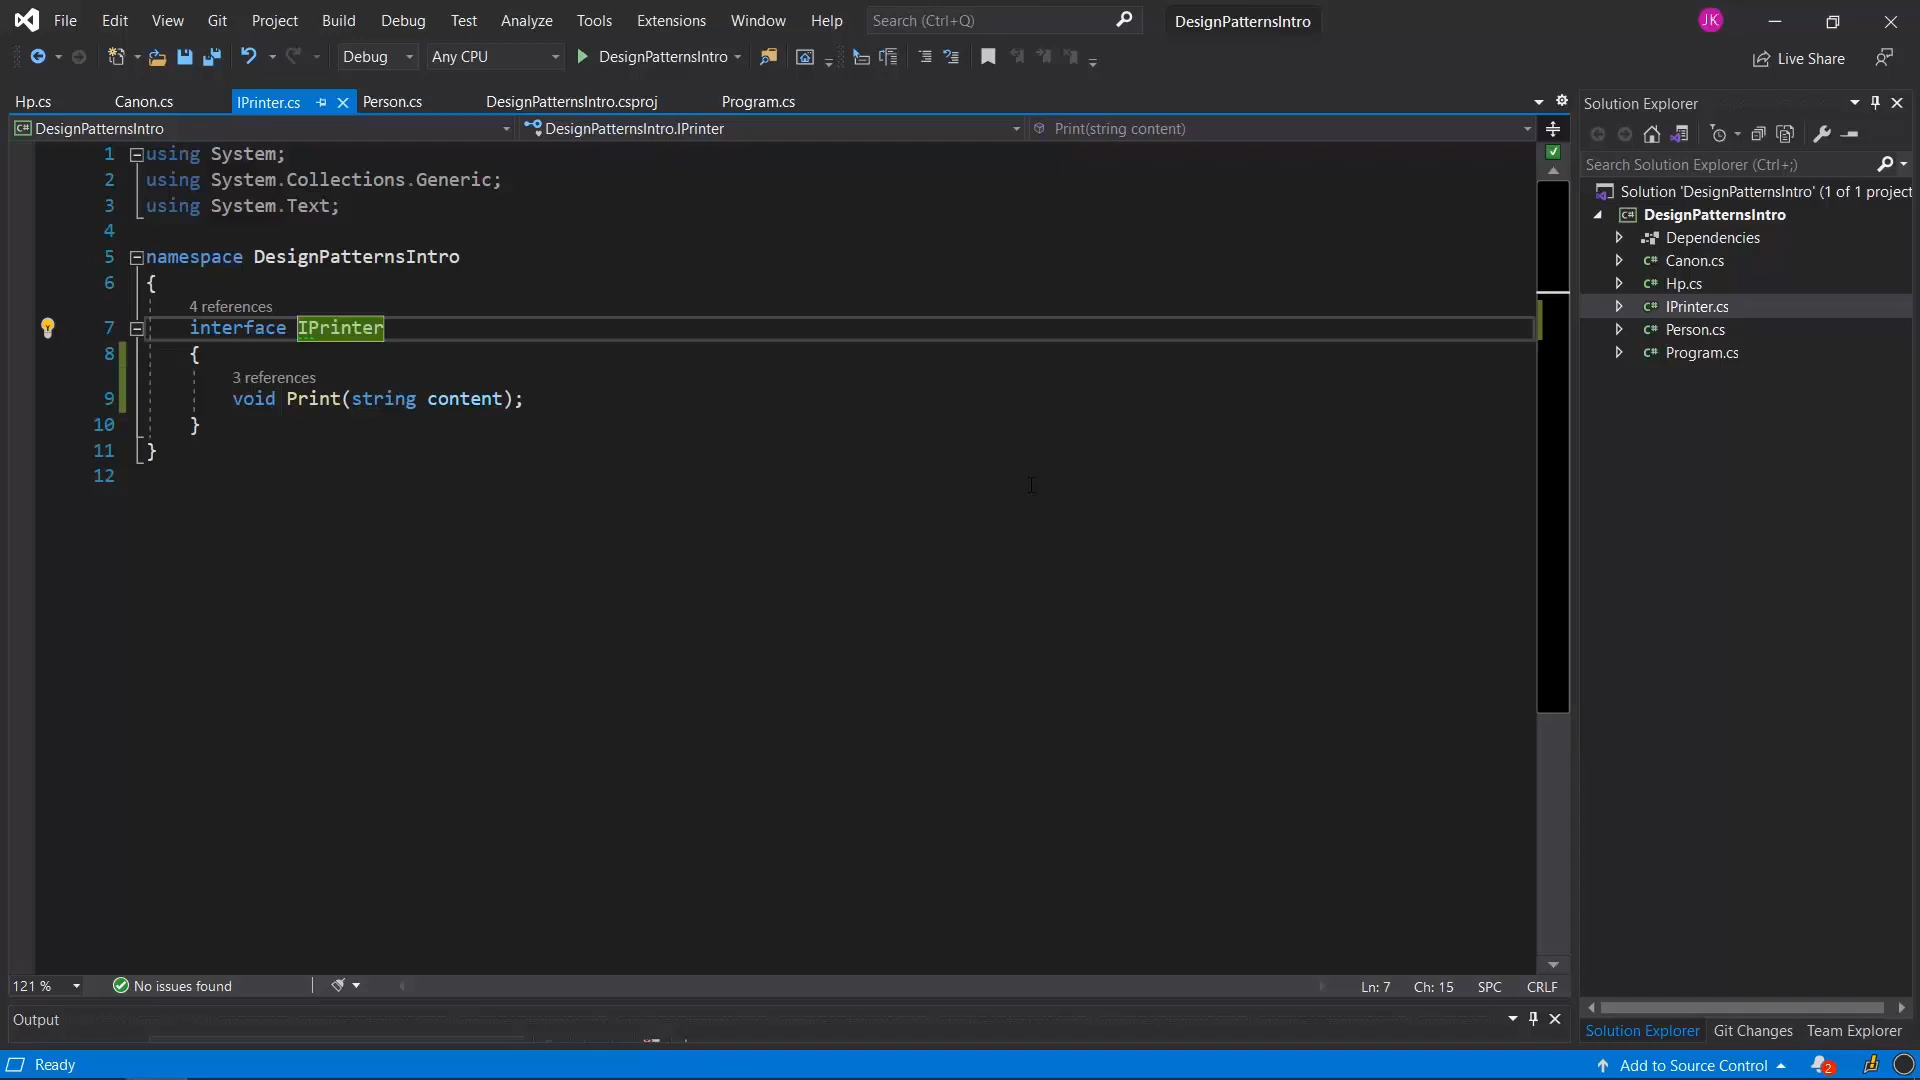 File Edit View Git Project Build Debug Test Analyze Tools Extensions Window Help Search (Ctrl+Q) DesignPatternsIntro JK
Debug Any CPU DesignPatternsIntro Live Share
Hp.cs Canon.cs IPrinter.cs Person.cs DesignPatternsIntro.csproj Program.cs
DesignPatternsIntro DesignPatternsIntro.IPrinter Print(string content)
1 using System;
2 using System.Collections.Generic;
3 using System.Text;
4
5 namespace DesignPatternsIntro
6 {
4 references
7 interface IPrinter
8 {
3 references
9 void Print(string content);
10 }
11 }
12
121 % No issues found Ln: 7 Ch: 15 SPC CRLF
Output
Solution Explorer
Search Solution Explorer (Ctrl+;)
Solution 'DesignPatternsIntro' (1 of 1 project
C# DesignPatternsIntro
Dependencies
C# Canon.cs
C# Hp.cs
C# IPrinter.cs
C# Person.cs
C# Program.cs
Solution Explorer Git Changes Team Explorer
Ready Add to Source Control 2